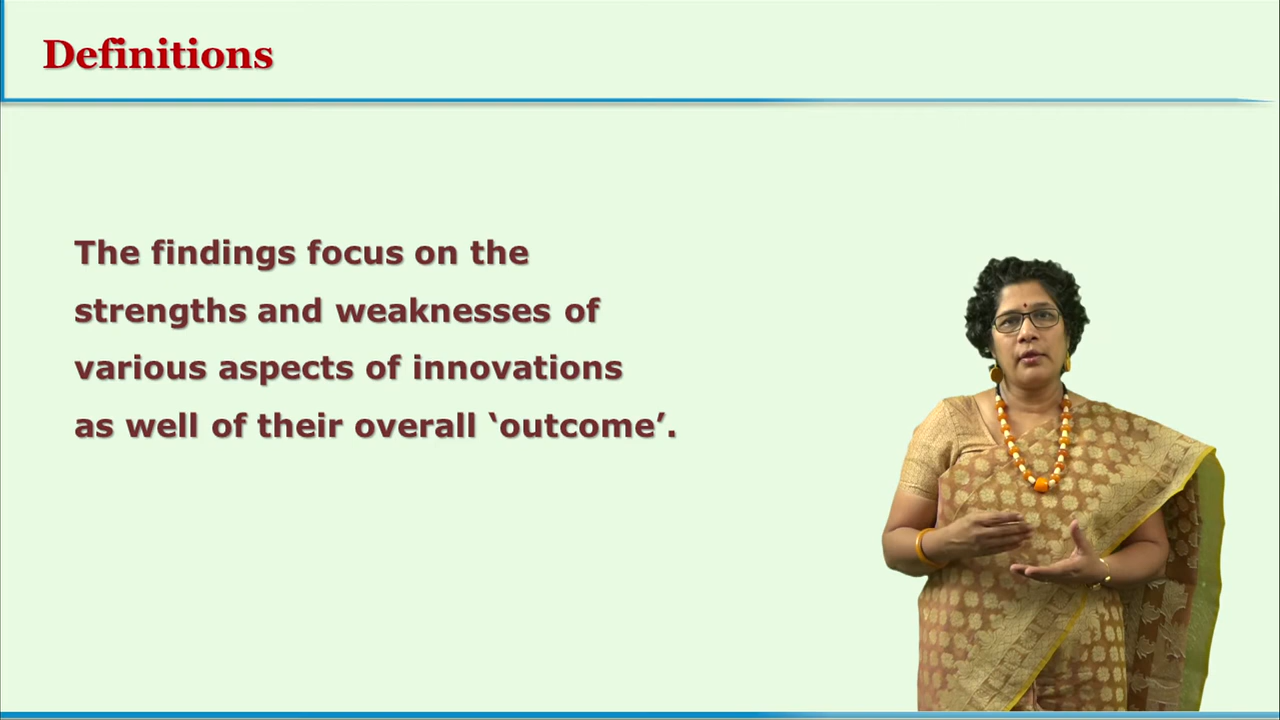 Definitions
The findings focus on the
strengths and weaknesses of
various aspects of innovations
as well of their overall ‘outcome’.